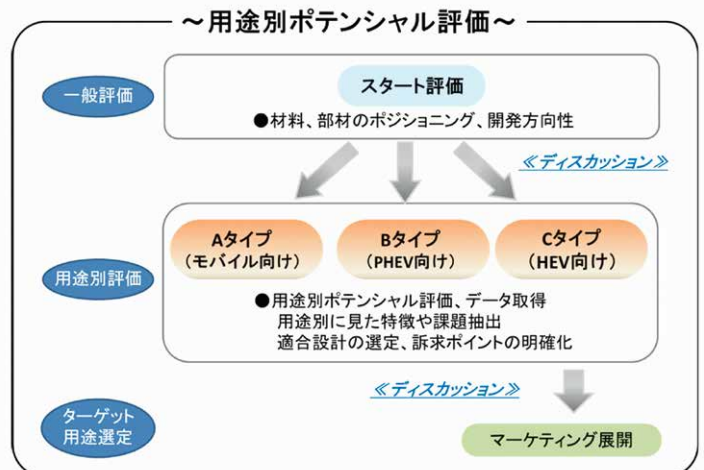 ～用途別ポテンシャル評価～
一般評価
スタート評価
●材料、部材のポジショニング、開発方向性
≪ディスカッション≫
用途別評価
Aタイプ
（モバイル向け）
Bタイプ
（PHEV向け）
Cタイプ
（HEV向け）
●用途別ポテンシャル評価、データ取得
用途別に見た特徴や課題抽出
適合設計の選定、訴求ポイントの明確化
≪ディスカッション≫
ターゲット
用途選定
マーケティング展開